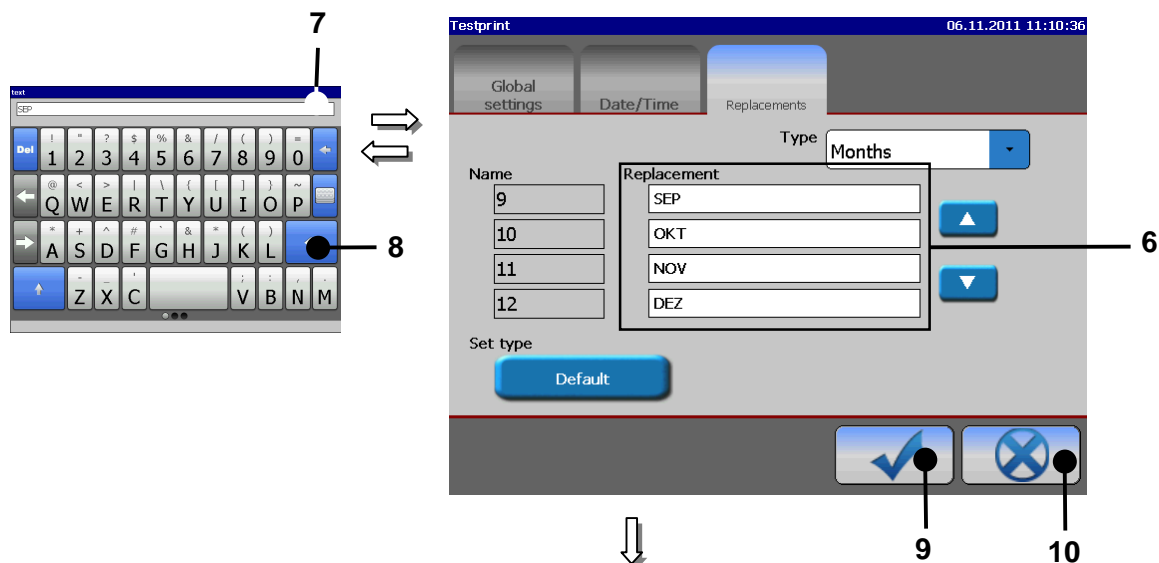 7
text
SEP
Del ! 1 " 2 ? 3 $ 4 % 5 & 6 / 7 ( 8 ) 9 = 0
@ Q < W > E | R \ T { Y [ U ] I } O ~ P
* A + S ^ D # F ` G & H * J ( K ) L
- Z _ X ' C ; V : B , N . M
8
Testprint 06.11.2011 11:10:36
Global
settings
Date/Time
Replacements
Type
Months
Name Replacement
9 SEP
10 OKT
11 NOV
12 DEZ
6
Set type
Default
9 10